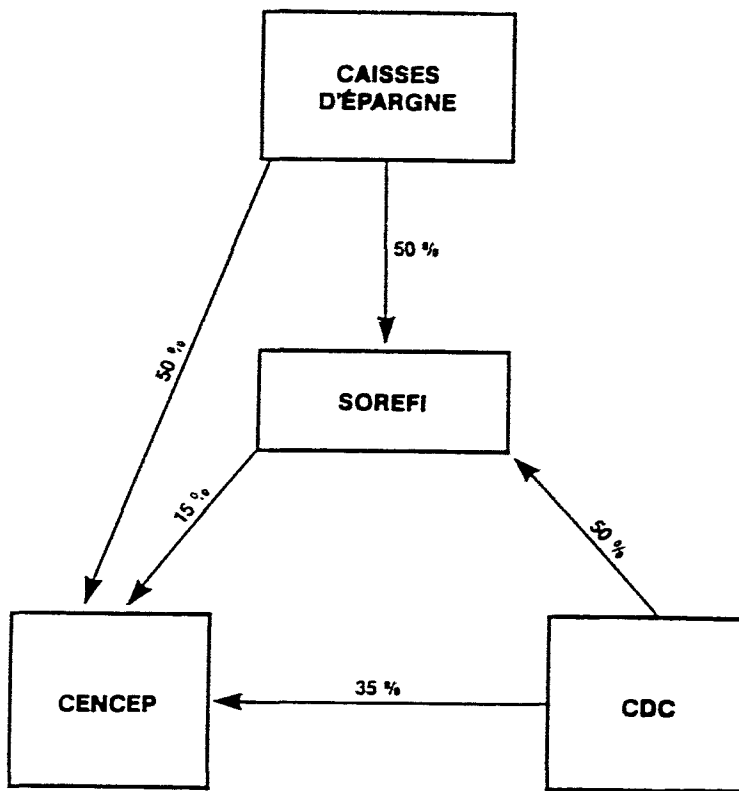 CAISSES
D'ÉPARGNE
50 %
50 %
SOREFI
15 %
50 %
CENCEP
35 %
CDC